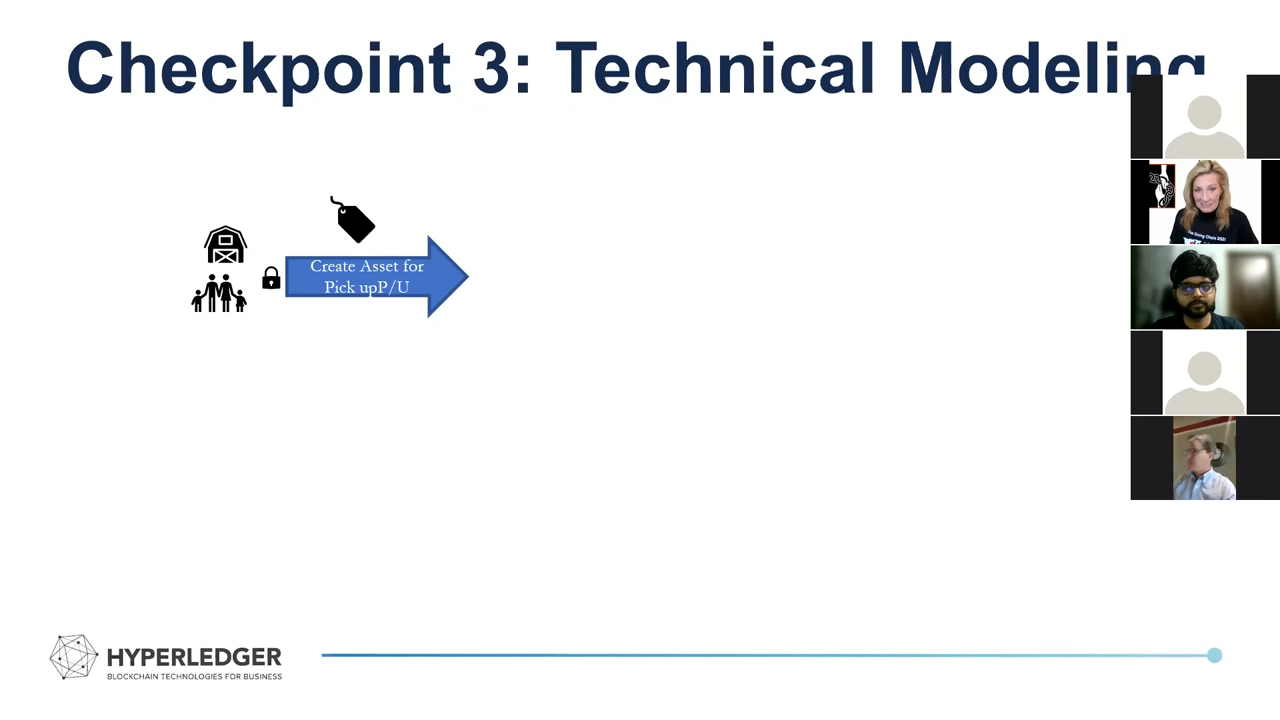 Checkpoint 3: Technical Modeling
Create Asset for
Pick upP/U
HYPERLEDGER
BLOCKCHAIN TECHNOLOGIES FOR BUSINESS